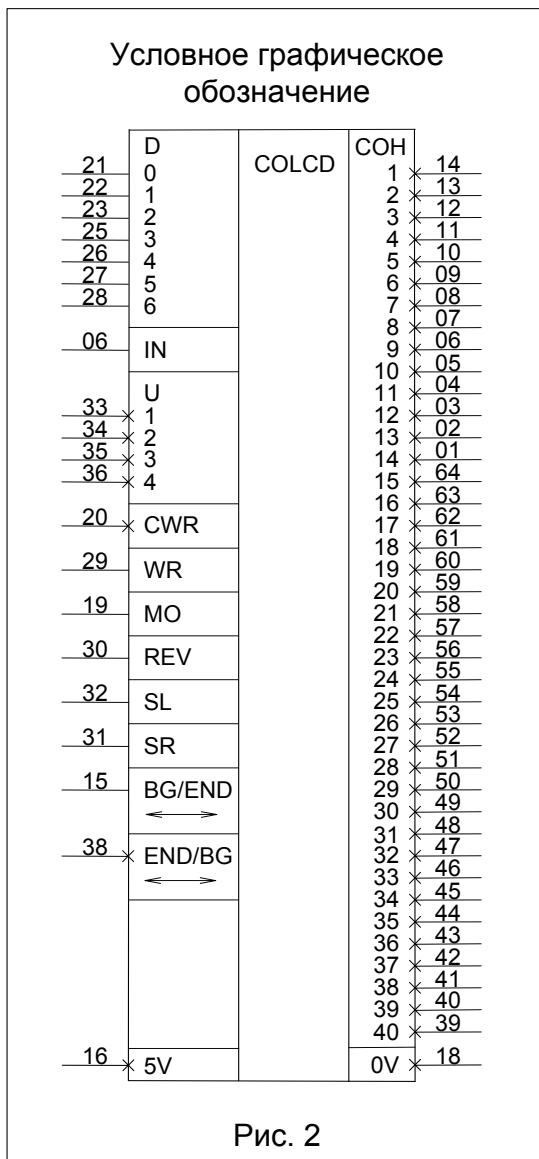 Условное графическое
обозначение
D COLCD COH
21 0 1 14
22 1 2 13
23 2 3 12
25 3 4 11
26 4 5 10
27 5 6 09
28 6 7 08
8 07
06 IN 9 06
10 05
U 11 04
33 1 12 03
34 2 13 02
35 3 14 01
36 4 15 64
16 63
20 CWR 17 62
18 61
29 WR 19 60
20 59
19 MO 21 58
22 57
30 REV 23 56
24 55
32 SL 25 54
26 53
31 SR 27 52
28 51
15 BG/END 29 50
30 49
31 48
38 END/BG 32 47
33 46
34 45
35 44
36 43
37 42
38 41
39 40
40 39
16 5V 0V 18
Рис. 2